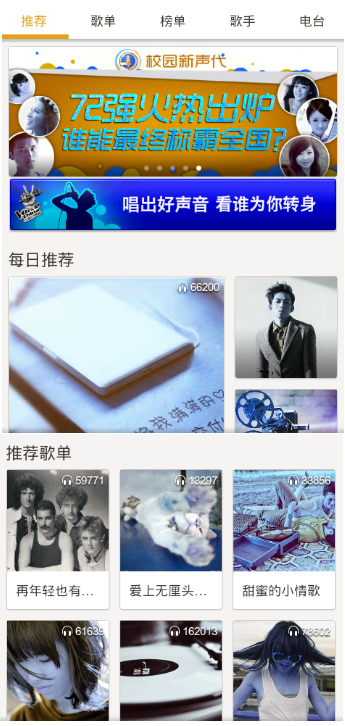 推荐 歌单 榜单 歌手 电台
校园新声代
72强火热出炉
谁能最终称霸全国?
唱出好声音 看谁为你转身
每日推荐
66200
推荐歌单
59771 13297 33856
再年轻也有... 爱上无厘头... 甜蜜的小情歌
61639 162013 78602